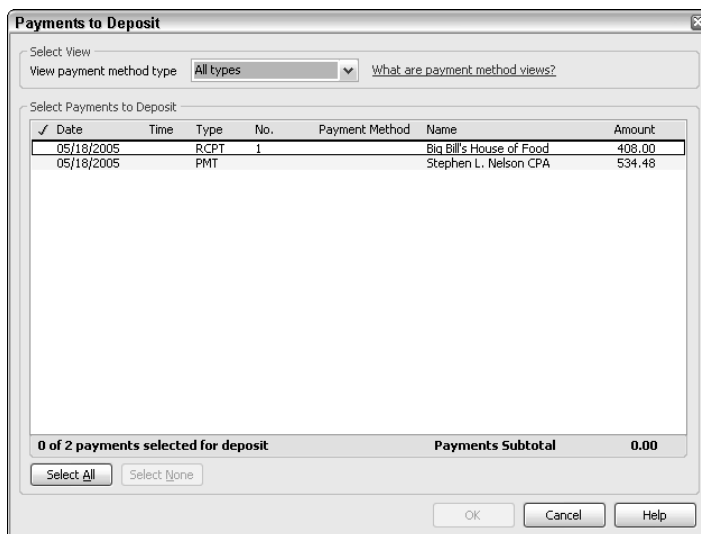 Payments to Deposit
Select View
View payment method type All types What are payment method views?
Select Payments to Deposit
✓ Date Time Type No. Payment Method Name Amount
05/18/2005 RCPT 1 Big Bill's House of Food 408.00
05/18/2005 PMT Stephen L. Nelson CPA 534.48
0 of 2 payments selected for deposit Payments Subtotal 0.00
Select All Select None
OK Cancel Help